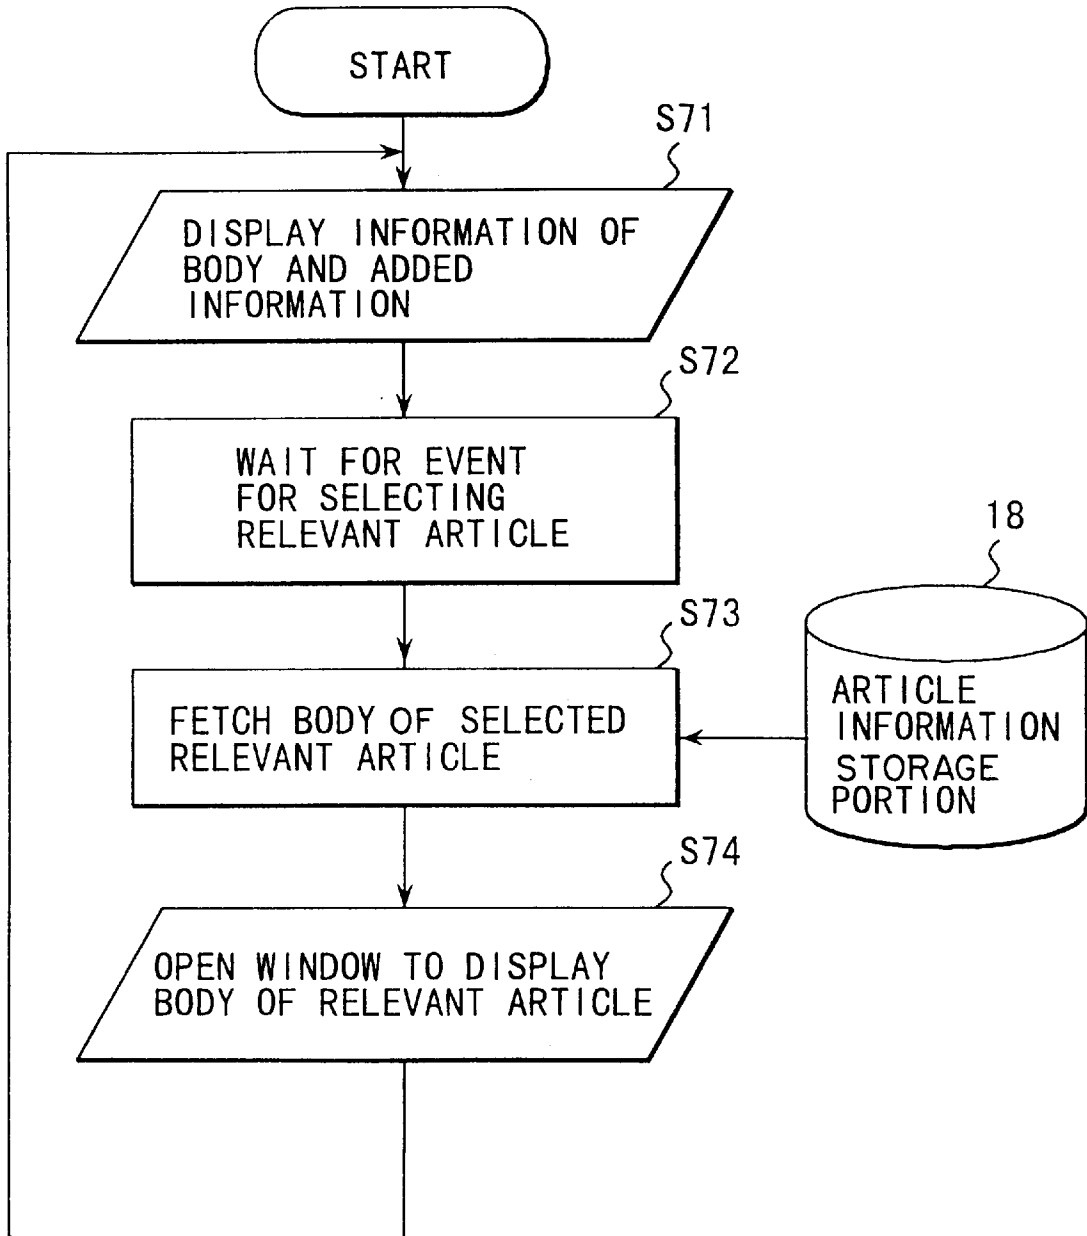 START
S71
DISPLAY INFORMATION OF
BODY AND ADDED
INFORMATION
S72
WAIT FOR EVENT
FOR SELECTING
RELEVANT ARTICLE
18
S73
FETCH BODY OF SELECTED
RELEVANT ARTICLE
ARTICLE
INFORMATION
STORAGE
PORTION
S74
OPEN WINDOW TO DISPLAY
BODY OF RELEVANT ARTICLE